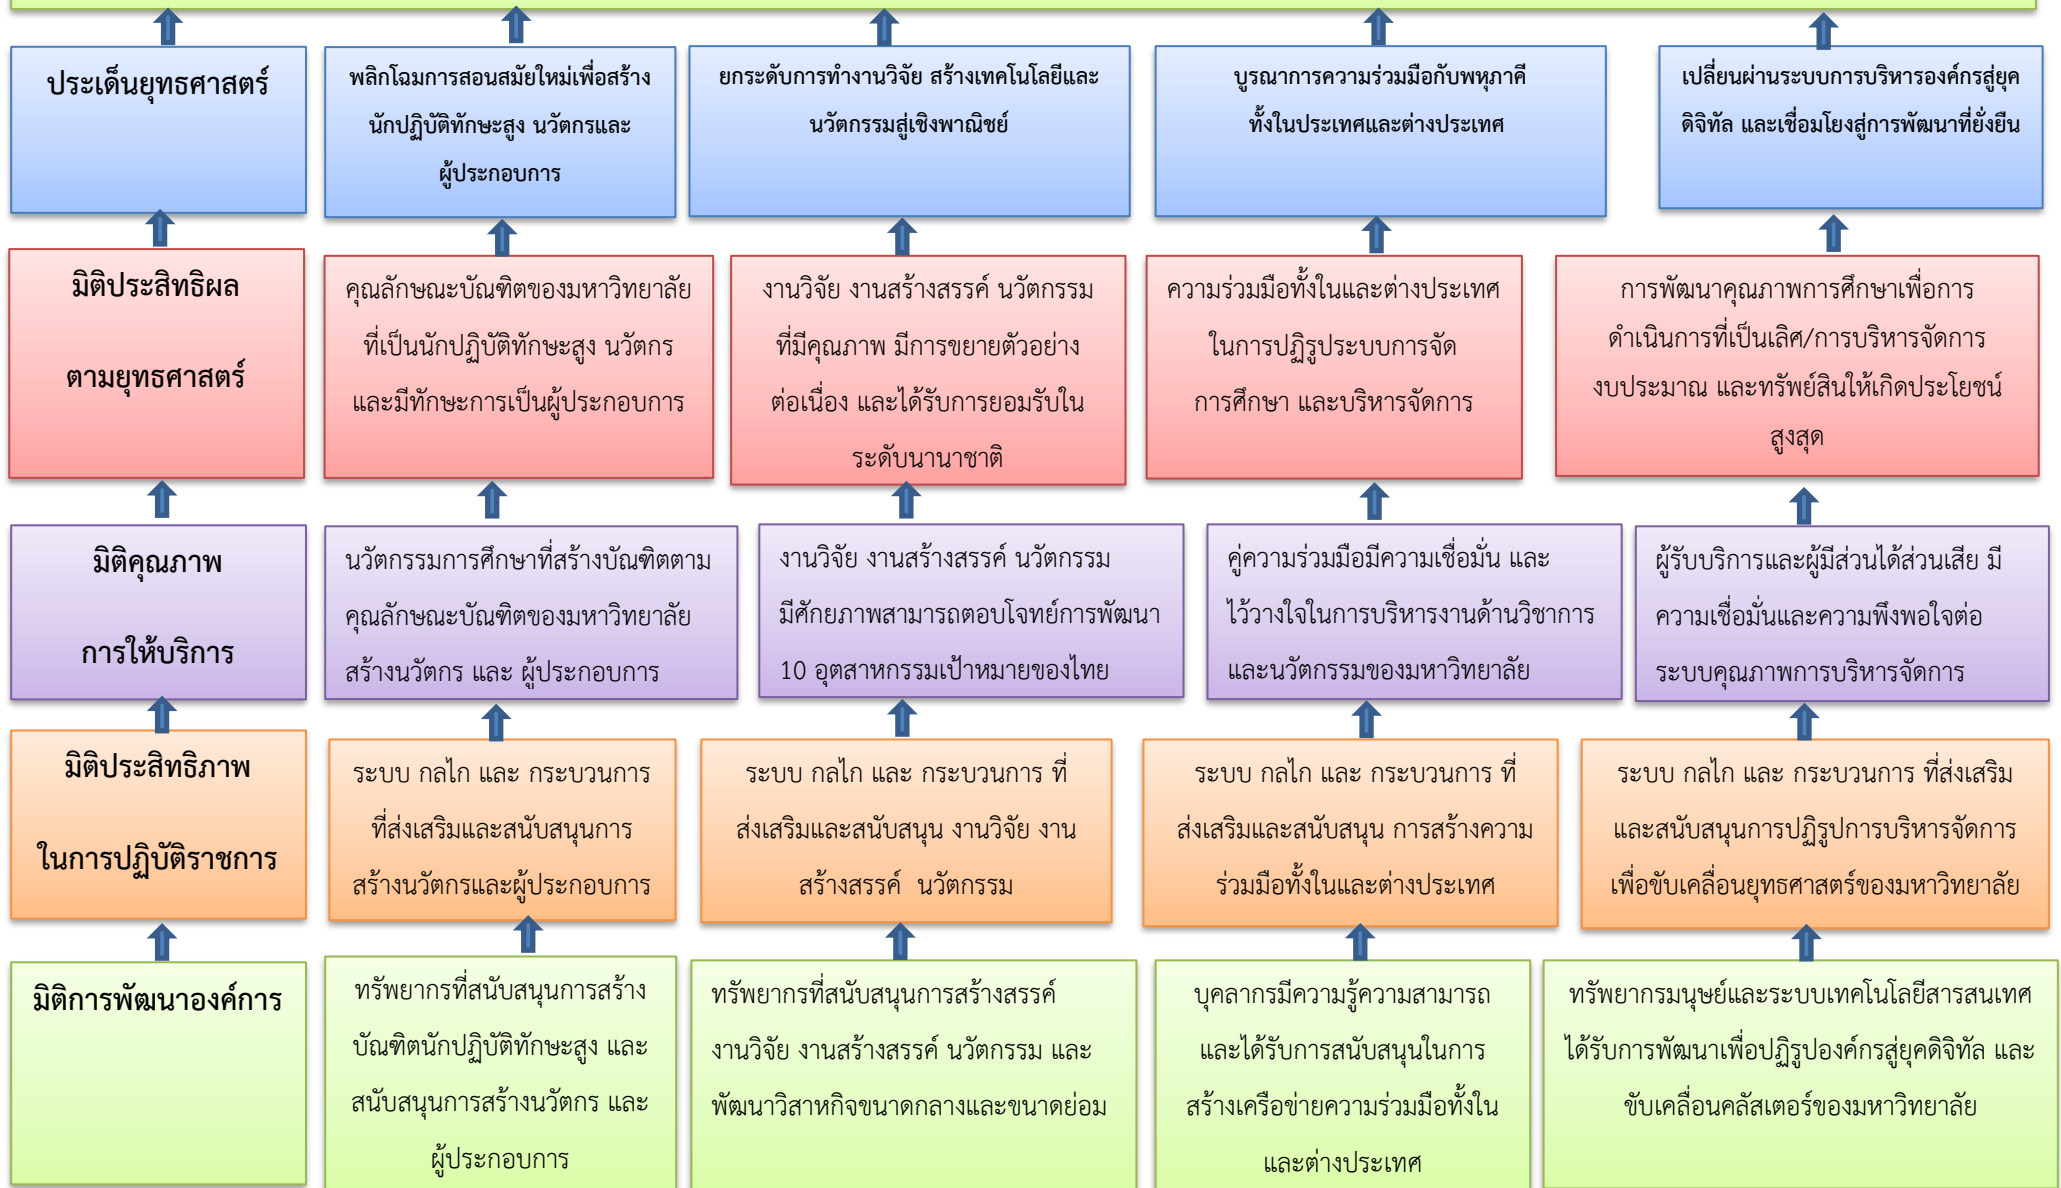 ประเด็นยุทธศาสตร์
พลิกโฉมการสอนสมัยใหม่เพื่อสร้าง
นักปฏิบัติทักษะสูง นวัตกรและ
ผู้ประกอบการ
ยกระดับการทำงานวิจัย สร้างเทคโนโลยีและ
นวัตกรรมสู่เชิงพาณิชย์
บูรณาการความร่วมมือกับพหุภาคี
ทั้งในประเทศและต่างประเทศ
เปลี่ยนผ่านระบบการบริหารองค์กรสู่ยุค
ดิจิทัล และเชื่อมโยงสู่การพัฒนาที่ยั่งยืน
มิติประสิทธิผล
ตามยุทธศาสตร์
คุณลักษณะบัณฑิตของมหาวิทยาลัย
ที่เป็นนักปฏิบัติทักษะสูง นวัตกร
และมีทักษะการเป็นผู้ประกอบการ
งานวิจัย งานสร้างสรรค์ นวัตกรรม
ที่มีคุณภาพ มีการขยายตัวอย่าง
ต่อเนื่อง และได้รับการยอมรับใน
ระดับนานาชาติ
ความร่วมมือทั้งในและต่างประเทศ
ในการปฏิรูประบบการจัด
การศึกษา และบริหารจัดการ
การพัฒนาคุณภาพการศึกษาเพื่อการ
ดำเนินการที่เป็นเลิศ/การบริหารจัดการ
งบประมาณ และทรัพย์สินให้เกิดประโยชน์
สูงสุด
มิติคุณภาพ
การให้บริการ
นวัตกรรมการศึกษาที่สร้างบัณฑิตตาม
คุณลักษณะบัณฑิตของมหาวิทยาลัย
สร้างนวัตกร และ ผู้ประกอบการ
งานวิจัย งานสร้างสรรค์ นวัตกรรม
มีศักยภาพสามารถตอบโจทย์การพัฒนา
10 อุตสาหกรรมเป้าหมายของไทย
คู่ความร่วมมือมีความเชื่อมั่น และ
ไว้วางใจในการบริหารงานด้านวิชาการ
และนวัตกรรมของมหาวิทยาลัย
ผู้รับบริการและผู้มีส่วนได้ส่วนเสีย มี
ความเชื่อมั่นและความพึงพอใจต่อ
ระบบคุณภาพการบริหารจัดการ
มิติประสิทธิภาพ
ในการปฏิบัติราชการ
ระบบ กลไก และ กระบวนการ
ที่ส่งเสริมและสนับสนุนการ
สร้างนวัตกรและผู้ประกอบการ
ระบบ กลไก และ กระบวนการ ที่
ส่งเสริมและสนับสนุน งานวิจัย งาน
สร้างสรรค์  นวัตกรรม
ระบบ กลไก และ กระบวนการ ที่
ส่งเสริมและสนับสนุน การสร้างความ
ร่วมมือทั้งในและต่างประเทศ
ระบบ กลไก และ กระบวนการ ที่ส่งเสริม
และสนับสนุนการปฏิรูปการบริหารจัดการ
เพื่อขับเคลื่อนยุทธศาสตร์ของมหาวิทยาลัย
มิติการพัฒนาองค์การ
ทรัพยากรที่สนับสนุนการสร้าง
บัณฑิตนักปฏิบัติทักษะสูง และ
สนับสนุนการสร้างนวัตกร และ
ผู้ประกอบการ
ทรัพยากรที่สนับสนุนการสร้างสรรค์
งานวิจัย งานสร้างสรรค์ นวัตกรรม และ
พัฒนาวิสาหกิจขนาดกลางและขนาดย่อม
บุคลากรมีความรู้ความสามารถ
และได้รับการสนับสนุนในการ
สร้างเครือข่ายความร่วมมือทั้งใน
และต่างประเทศ
ทรัพยากรมนุษย์และระบบเทคโนโลยีสารสนเทศ
ได้รับการพัฒนาเพื่อปฏิรูปองค์กรสู่ยุคดิจิทัล และ
ขับเคลื่อนคลัสเตอร์ของมหาวิทยาลัย